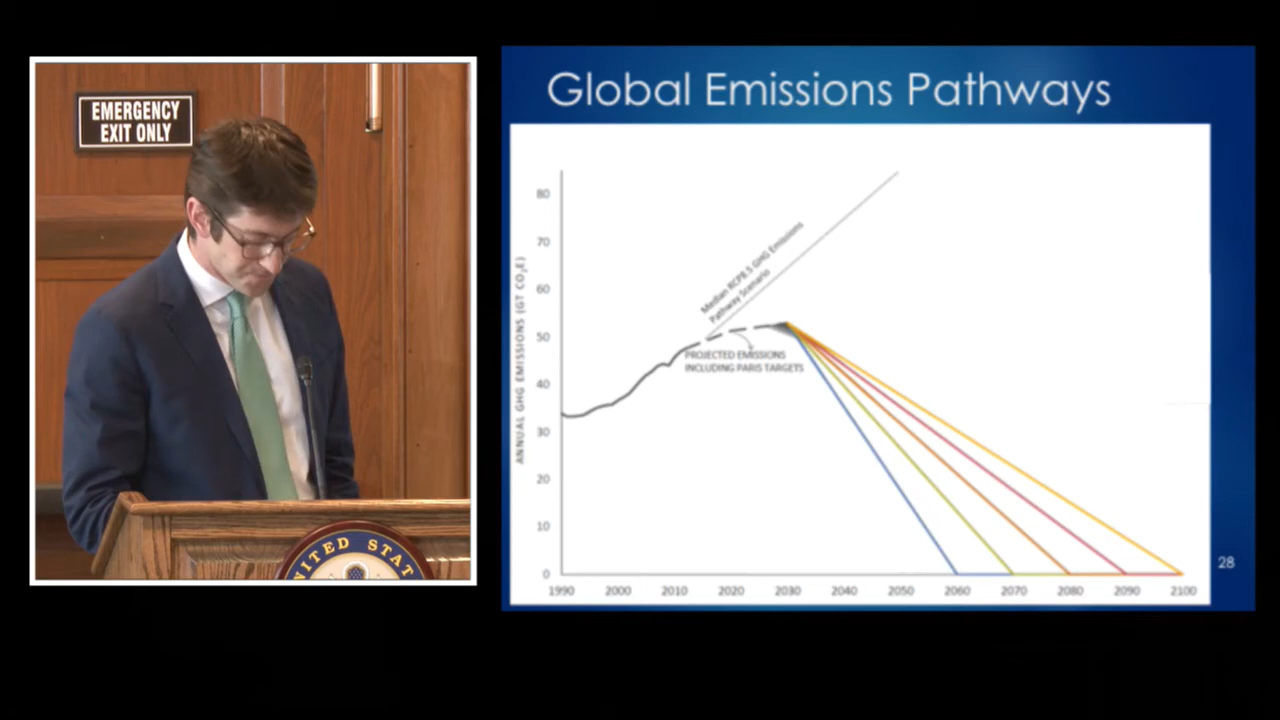 EMERGENCY
EXIT ONLY
NITED STAT
Global Emissions Pathways
ANNUAL GHG EMISSIONS (GT CO₂E)
80
70
60
50
40
30
20
10
0
Median RCP8.5 GHG Emissions
Pathway Scenario
PROJECTED EMISSIONS
INCLUDING PARIS TARGETS
1990 2000 2010 2020 2030 2040 2050 2060 2070 2080 2090 2100
28